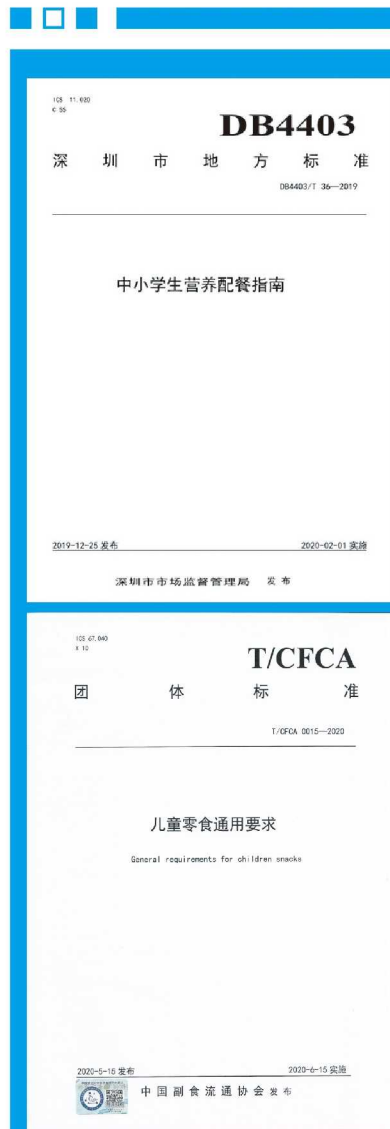 ICS 11.020
C 55
DB4403
深圳市地方标准
DB4403/T 36—2019
中小学生营养配餐指南
2019-12-25 发布
2020-02-01 实施
深圳市市场监督管理局 发布
ICS 67.040
X 10
T/CFCA
团体标准
T/CFCA 0015—2020
儿童零食通用要求
General requirements for children snacks
2020-5-15 发布
2020-6-15 实施
中国副食流通协会发布